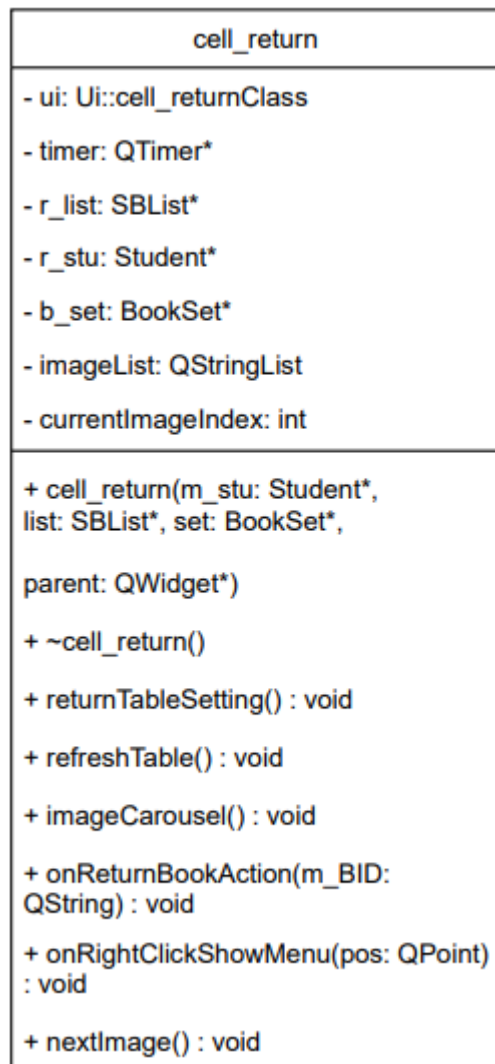 cell_return
- ui: Ui::cell_returnClass
- timer: QTimer*
- r_list: SBList*
- r_stu: Student*
- b_set: BookSet*
- imageList: QStringList
- currentImageIndex: int
+ cell_return(m_stu: Student*,
list: SBList*, set: BookSet*,
parent: QWidget*)
+ ~cell_return()
+ returnTableSetting() : void
+ refreshTable() : void
+ imageCarousel() : void
+ onReturnBookAction(m_BID:
QString) : void
+ onRightClickShowMenu(pos: QPoint)
: void
+ nextImage() : void